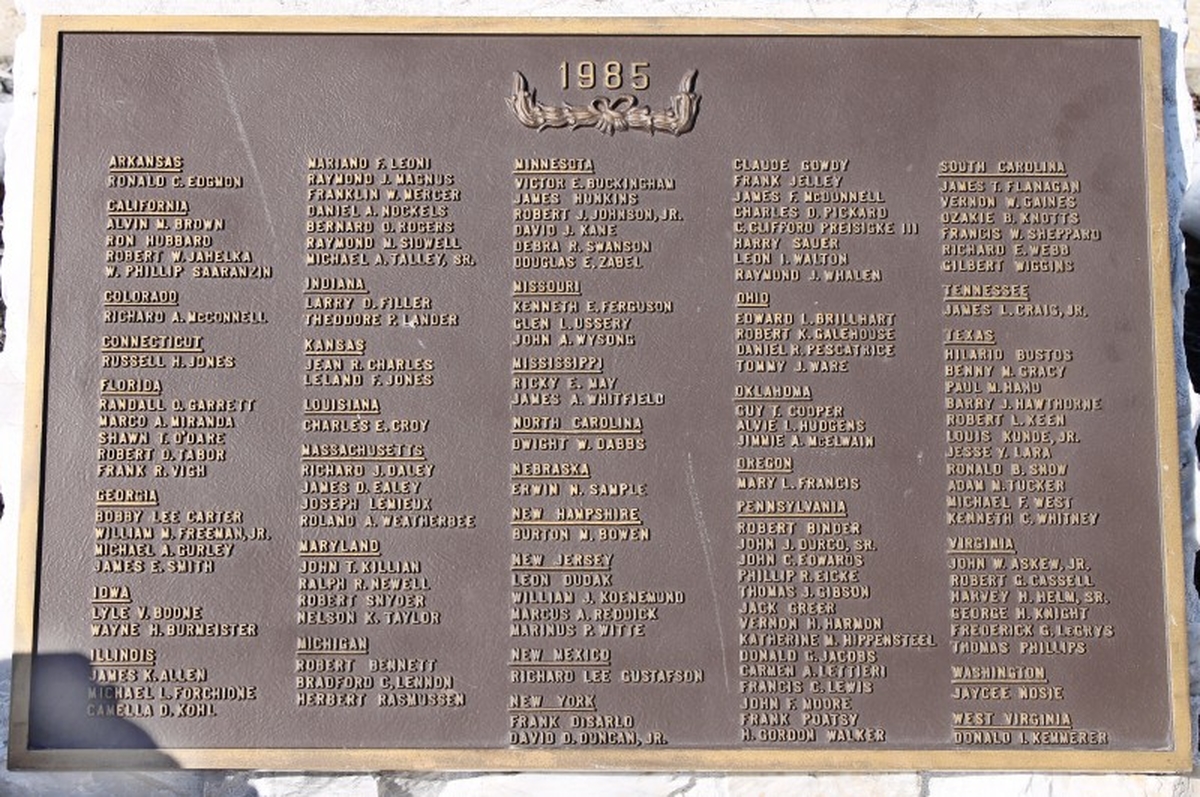 1985
ARKANSAS
RONALD C. EDGMON
CALIFORNIA
ALVIN M. BROWN
RON HUBBARD
ROBERT W. JAHELKA
W. PHILLIP SAARANZIN
COLORADO
RICHARD A. McCONNELL
CONNECTICUT
RUSSELL H. JONES
FLORIDA
RANDALL O. GARRETT
MARCO A. MIRANDA
SHAWN T. O'DARE
ROBERT D. TABOR
FRANK R. VIGH
GEORGIA
BOBBY LEE CARTER
WILLIAM M. FREEMAN, JR.
MICHAEL A. GURLEY
JAMES E. SMITH
IOWA
LYLE V. BOONE
WAYNE H. BURMEISTER
ILLINOIS
JAMES K. ALLEN
MICHAEL L. FORCHIONE
CAMELLA D. KOHL
MARIANO F. LEONI
RAYMOND J. MAGNUS
FRANKLIN W. MERCER
DANIEL A. NOCKELS
BERNARD O. ROGERS
RAYMOND M. SIDWELL
MICHAEL A. TALLEY, SR.
INDIANA
LARRY D. FILLER
THEODORE P. LANDER
KANSAS
JEAN R. CHARLES
LELAND F. JONES
LOUISIANA
CHARLES E. CROY
MASSACHUSETTS
RICHARD J. DALEY
JAMES D. EALEY
JOSEPH LEMIEUX
ROLAND A. WEATHERBEE
MARYLAND
JOHN T. KILLIAN
RALPH R. NEWELL
ROBERT SNYDER
NELSON K. TAYLOR
MICHIGAN
ROBERT BENNETT
BRADFORD C. LENNON
HERBERT RASMUSSEN
MINNESOTA
VICTOR E. BUCKINGHAM
JAMES HUNKINS
ROBERT J. JOHNSON, JR.
DAVID J. KANE
DEBRA R. SWANSON
DOUGLAS E. ZABEL
MISSOURI
KENNETH E. FERGUSON
GLEN L. USSERY
JOHN A. WYSONG
MISSISSIPPI
RICKY E. MAY
JAMES A. WHITFIELD
NORTH CAROLINA
DWIGHT W. DABBS
NEBRASKA
ERWIN N. SAMPLE
NEW HAMPSHIRE
BURTON M. BOWEN
NEW JERSEY
LEON DUDAK
WILLIAM J. KOENEMUND
MARCUS A. REDDICK
MARINUS P. WITTE
NEW MEXICO
RICHARD LEE GUSTAFSON
NEW YORK
FRANK DISARLO
DAVID D. DUNCAN, JR.
CLAUDE GOWDY
FRANK JELLEY
JAMES F. McDONNELL
CHARLES D. PICKARD
C. CLIFFORD PREISIGKE III
HARRY SAUER
LEON I. WALTON
RAYMOND J. WHALEN
OHIO
EDWARD L. BRILLHART
ROBERT K. GALEHOUSE
DANIEL R. PESCATRICE
TOMMY J. WARE
OKLAHOMA
GUY T. COOPER
ALVIE L. HUDGENS
JIMMIE A. McELWAIN
OREGON
MARY L. FRANCIS
PENNSYLVANIA
ROBERT BINDER
JOHN J. DURCO, SR.
JOHN C. EDWARDS
PHILLIP R. EICKE
THOMAS J. GIBSON
JACK GREER
VERNON H. HARMON
KATHERINE M. HIPPENSTEEL
DONALD G. JACOBS
CARMEN A. LETTIERI
FRANCIS C. LEWIS
JOHN F. MOORE
FRANK POATSY
H. GORDON WALKER
SOUTH CAROLINA
JAMES T. FLANAGAN
VERNON W. GAINES
OZAKIE B. KNOTTS
FRANCIS W. SHEPPARD
RICHARD E. WEBB
GILBERT WIGGINS
TENNESSEE
JAMES L. CRAIG, JR.
TEXAS
HILARIO BUSTOS
BENNY M. GRACY
PAUL M. HAND
BARRY J. HAWTHORNE
ROBERT L. KEEN
LOUIS KUNDE, JR.
JESSE Y. LARA
RONALD B. SNOW
ADAM M. TUCKER
MICHAEL F. WEST
KENNETH C. WHITNEY
VIRGINIA
JOHN W. ASKEW, JR.
ROBERT G. CASSELL
HARVEY H. HELM, SR.
GEORGE H. KNIGHT
FREDERICK G. LeGRYS
THOMAS PHILLIPS
WASHINGTON
JAYCEE NOSIE
WEST VIRGINIA
DONALD I. KEMMERER